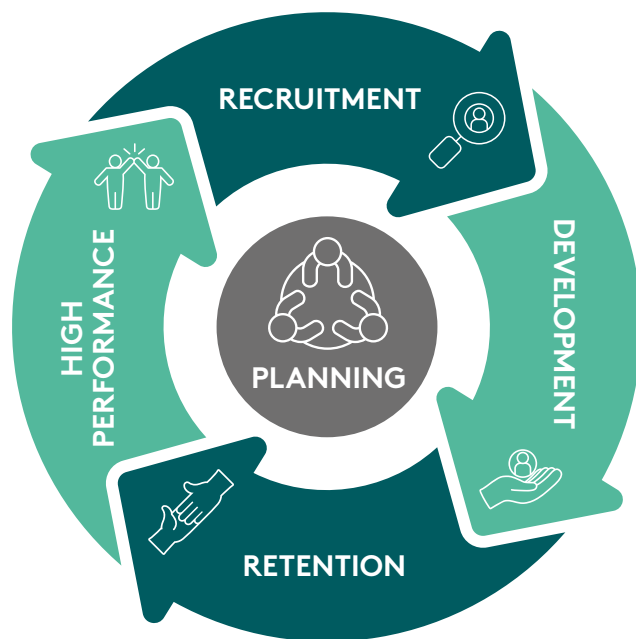 RECRUITMENT
DEVELOPMENT
RETENTION
HIGH
PERFORMANCE
PLANNING